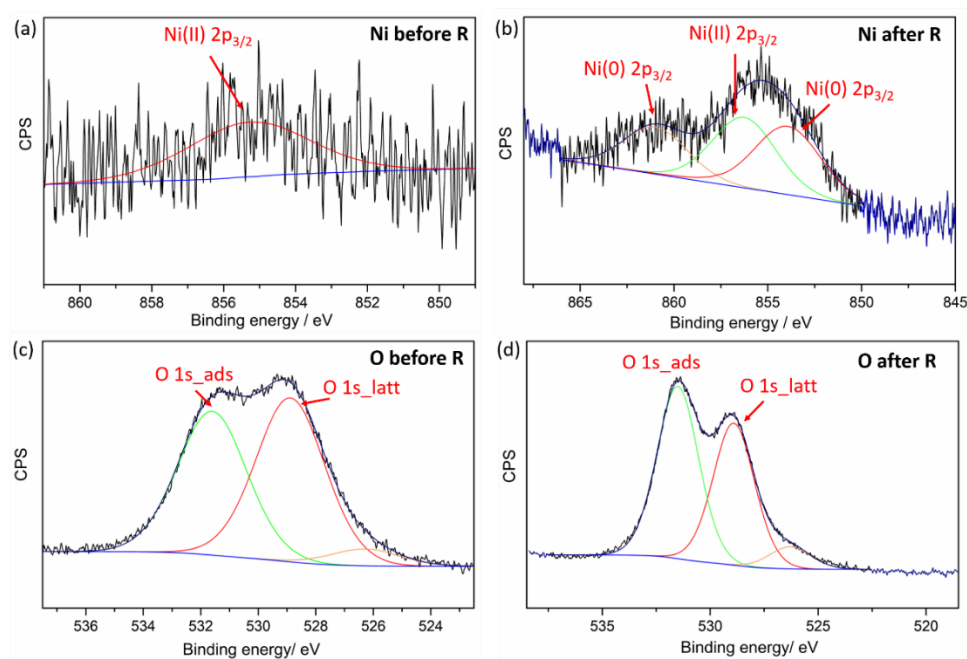 (a)
Ni before R
Ni(II) 2p3/2
CPS
860 858 856 854 852 850
Binding energy / eV
(b)
Ni after R
Ni(II) 2p3/2
Ni(0) 2p3/2
Ni(0) 2p3/2
CPS
865 860 855 850 845
Binding energy / eV
(c)
O before R
O 1s_ads
O 1s_latt
CPS
536 534 532 530 528 526 524
Binding energy/ eV
(d)
O after R
O 1s_ads
O 1s_latt
CPS
535 530 525 520
Binding energy/ eV